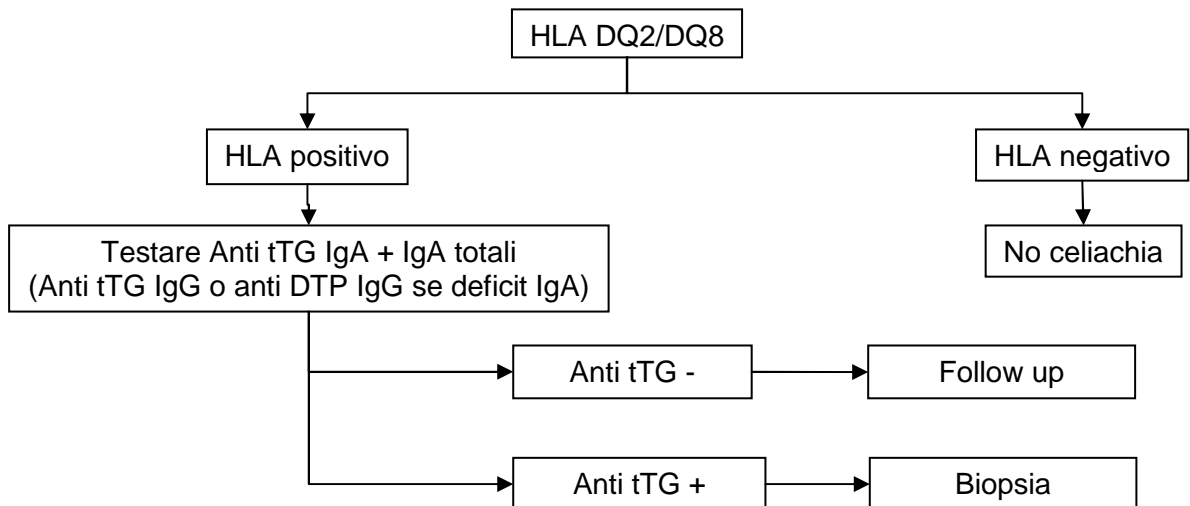 HLA DQ2/DQ8
HLA positivo
HLA negativo
Testare Anti tTG IgA + IgA totali
(Anti tTG IgG o anti DTP IgG se deficit IgA)
No celiachia
Anti tTG -
Follow up
Anti tTG +
Biopsia